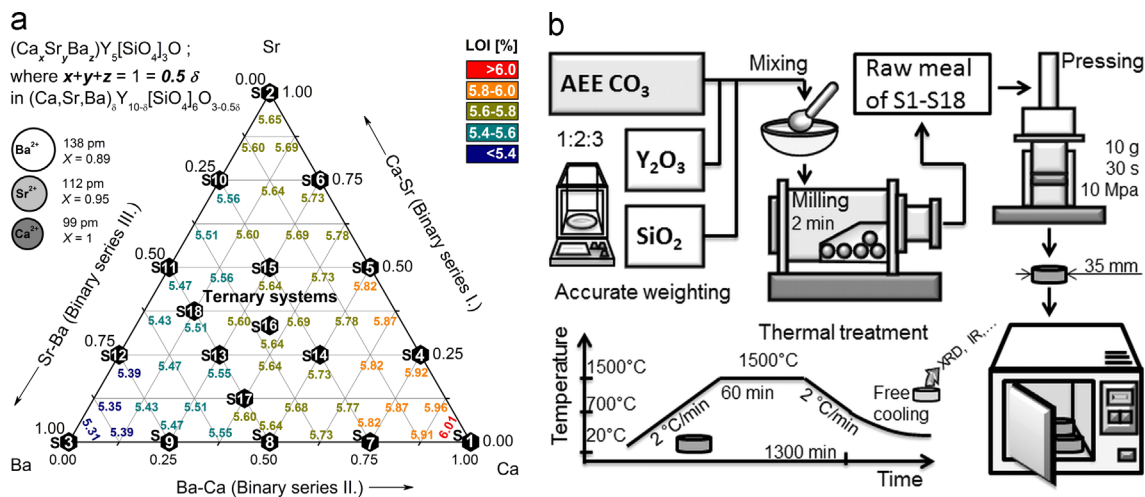 a
(CaxSryBaz)Y5[SiO4]3O ;
where x+y+z = 1 = 0.5 δ
in (Ca,Sr,Ba)δY10-δ[SiO4]6O3-0.5δ
Ba2+
138 pm
X = 0.89
Sr2+
112 pm
X = 0.95
Ca2+
99 pm
X = 1
LOI [%]
>6.0
5.8-6.0
5.6-5.8
5.4-5.6
<5.4
Sr
0.00 S2 1.00
5.65
5.60 5.69
0.25 S10 5.64 S6 0.75
5.56 5.73
5.51 5.60 5.69 5.78
0.50 S11 5.56 S15 5.73 S5 0.50
5.47 5.64 5.82
Ternary systems
5.43 S18 5.51 5.60 S16 5.69 5.78 5.87
0.75 S12 S13 5.64 S14 S4 0.25
5.39 5.47 5.55 5.64 5.73 5.82 5.92
5.35 5.43 5.51 S17 5.60 5.68 5.77 5.87 5.96
1.00 5.31 5.39 5.47 5.55 5.64 5.73 5.82 5.91 6.01
S3 S9 S8 S7 S1 0.00
Ba 0.00 0.25 0.50 0.75 1.00 Ca
Sr-Ba (Binary series III.)
Ca-Sr (Binary series I.)
Ba-Ca (Binary series II.)
b
AEE CO3
1:2:3
Y2O3
SiO2
Accurate weighting
Mixing
Milling
2 min
Raw meal
of S1-S18
Pressing
10 g
30 s
10 Mpa
35 mm
Thermal treatment
Temperature
1500°C
700°C
20°C
2 °C/min
1500°C
60 min
2 °C/min
Free
cooling
XRD, IR,....
1300 min
Time